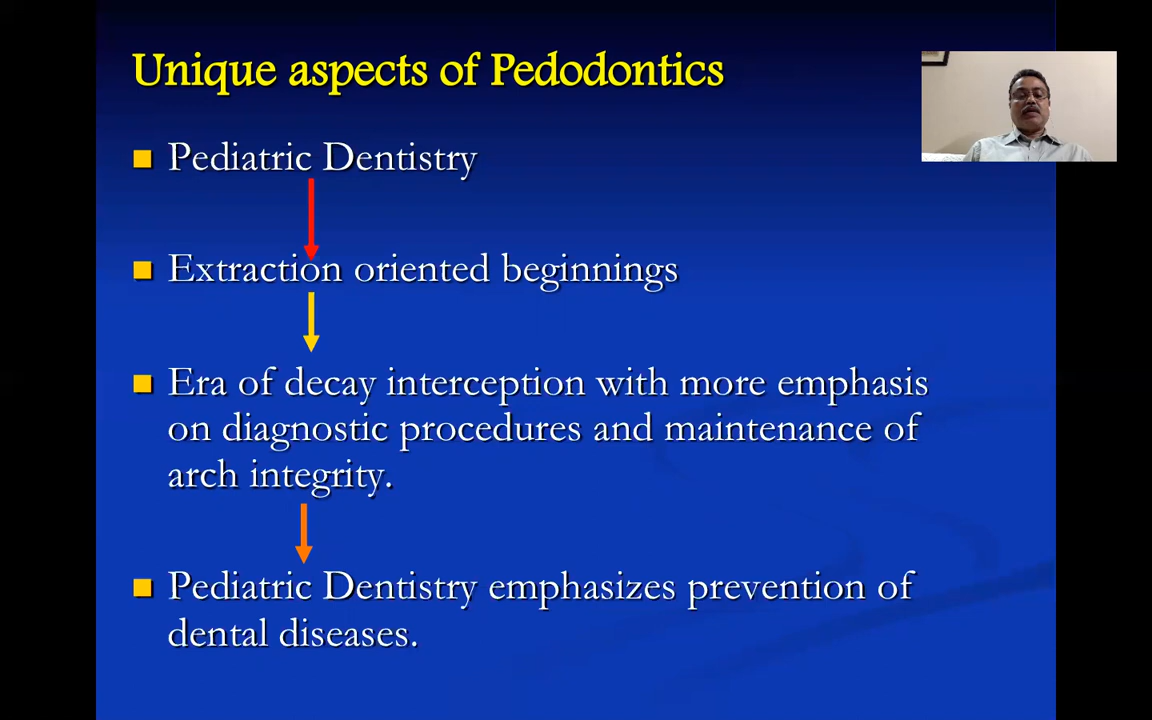 Unique aspects of Pedodontics
Pediatric Dentistry
Extraction oriented beginnings
Era of decay interception with more emphasis
on diagnostic procedures and maintenance of
arch integrity.
Pediatric Dentistry emphasizes prevention of
dental diseases.